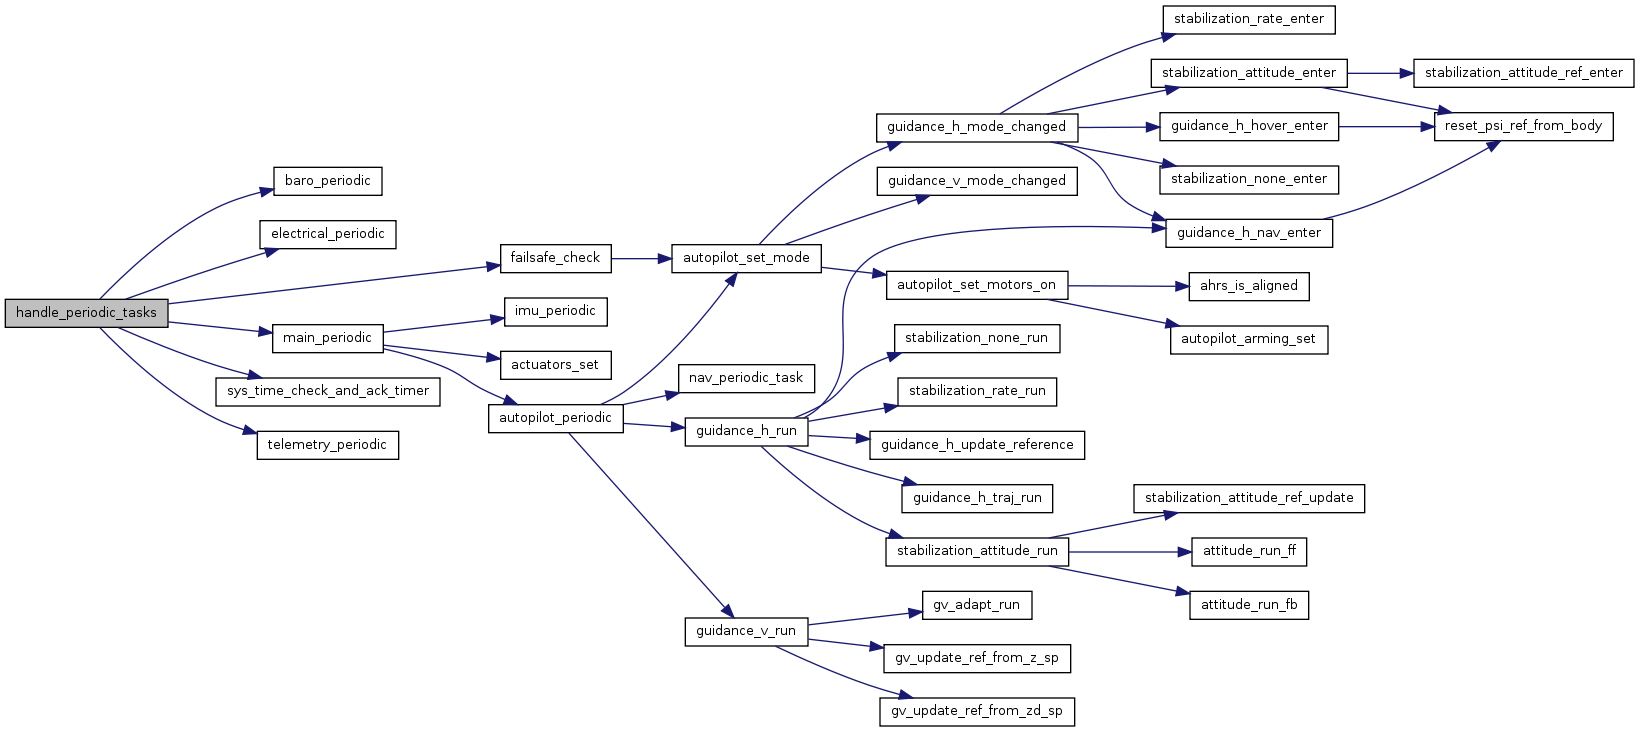 handle_periodic_tasks
baro_periodic
electrical_periodic
main_periodic
sys_time_check_and_ack_timer
telemetry_periodic
failsafe_check
imu_periodic
actuators_set
autopilot_periodic
autopilot_set_mode
nav_periodic_task
guidance_h_run
guidance_v_run
guidance_h_mode_changed
guidance_v_mode_changed
autopilot_set_motors_on
stabilization_none_run
stabilization_rate_run
guidance_h_update_reference
guidance_h_traj_run
stabilization_attitude_run
gv_adapt_run
gv_update_ref_from_z_sp
gv_update_ref_from_zd_sp
stabilization_rate_enter
stabilization_attitude_enter
guidance_h_hover_enter
stabilization_none_enter
guidance_h_nav_enter
ahrs_is_aligned
autopilot_arming_set
stabilization_attitude_ref_update
attitude_run_ff
attitude_run_fb
stabilization_attitude_ref_enter
reset_psi_ref_from_body